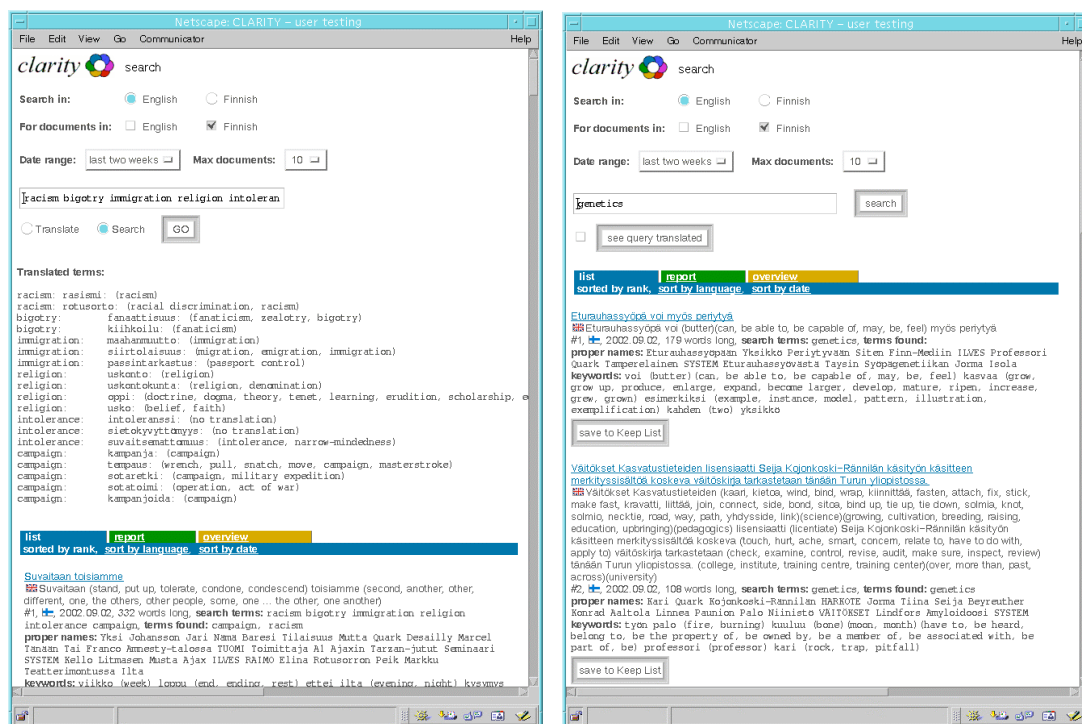 Netscape: CLARITY – user testing
File Edit View Go Communicator Help
clarity search
Search in: English Finnish
For documents in: English Finnish
Date range: last two weeks Max documents: 10
racism bigotry immigration religion intoleran
Translate Search GO
Translated terms:
racism: rasismi: (racism)
racism: rotusorto: (racial discrimination, racism)
bigotry: fanaattisuus: (fanaticism, zealotry, bigotry)
bigotry: kiihkoilu: (fanaticism)
immigration: maahanmuutto: (immigration)
immigration: siirtolaisuus: (migration, emigration, immigration)
immigration: passintarkastus: (passport control)
religion: uskonto: (religion)
religion: uskontokunta: (religion, denomination)
religion: oppi: (doctrine, dogma, theory, tenet, learning, erudition, scholarship, e
religion: usko: (belief, faith)
intolerance: intoleranssi: (no translation)
intolerance: sietokyvyttömyys: (no translation)
intolerance: suvaitsemattomuus: (intolerance, narrow-mindedness)
campaign: kampanja: (campaign)
campaign: tempaus: (wrench, pull, snatch, move, campaign, masterstroke)
campaign: sotaretki: (campaign, military expedition)
campaign: sotatoimi: (operation, act of war)
campaign: kampanjoida: (campaign)
list report overview
sorted by rank, sort by language, sort by date
Suvaitaan toisiamme
Suvaitaan (stand, put up, tolerate, condone, condescend) toisiamme (second, another, other,
different, one, the others, other people, some, one ... the other, one another)
#1, 2002.09.02, 332 words long, search terms: racism bigotry immigration religion
intolerance campaign, terms found: campaign, racism
proper names: Yksi Johansson Jari Nama Baresi Tilaisuus Mutta Quark Desailly Marcel
Tanaan Tai Franco Amnesty-talossa TUOMI Toimittaja Al Ajaxin Tarzan-jutut Seminaari
SYSTEM Kello Litmasen Musta Ajax ILVES RAIMO Elina Rotusorron Peik Markku
Teatterimontussa Ilta
keywords: viikko (week) loppu (end, ending, rest) ettei ilta (evening, night) kysymys
Netscape: CLARITY – user testing
File Edit View Go Communicator Help
clarity search
Search in: English Finnish
For documents in: English Finnish
Date range: last two weeks Max documents: 10
genetics search
see query translated
list report overview
sorted by rank, sort by language, sort by date
Eturauhassyöpä voi myös periytyä
Eturauhassyöpä voi (butter)(can, be able to, be capable of, may, be, feel) myös periytyä
#1, 2002.09.02, 179 words long, search terms: genetics, terms found:
proper names: Eturauhassyöpään Yksikkö Periytyvään Siten Finn-Mediin ILVES Professori
Quark Tamperelainen SYSTEM Eturauhassyövästa Taysin Syöpagenetiikan Jorma Isola
keywords: voi (butter)(can, be able to, be capable of, may, be, feel) kasvaa (grow,
grow up, produce, enlarge, expand, become larger, develop, mature, ripen, increase,
grew, grown) esimerkiksi (example, instance, model, pattern, illustration,
exemplification) kahden (two) yksikkö
save to Keep List
Väitökset Kasvatustieteiden lisensiaatti Seija Kojonkoski-Rännilän käsityön käsitteen
merkityssisältöä koskeva väitöskirja tarkastetaan tänään Turun yliopistossa.
Väitökset Kasvatustieteiden (kaari, kietoa, wind, bind, wrap, kiinnittää, fasten, attach, fix, stick,
make fast, kravatti, liittää, join, connect, side, bond, sitoa, bind up, tie up, tie down, solmia, knot,
solmio, necktie, road, way, path, yhdysside, link)(science)(growing, cultivation, breeding, raising,
education, upbringing)(pedagogics) lisensiaatti (licentiate) Seija Kojonkoski-Rännilän käsityön
käsitteen merkityssisältöä koskeva (touch, hurt, ache, smart, concern, relate to, have to do with,
apply to) väitöskirja tarkastetaan (check, examine, control, revise, audit, make sure, inspect, review)
tänään Turun yliopistossa. (college, institute, training centre, training center)(over, more than, past,
across)(university)
#2, 2002.09.02, 108 words long, search terms: genetics, terms found: genetics
proper names: Kari Quark Kojonkoski-Rannilan HARKOTE Jorma Tiina Seija Beyreuther
Konrad Aaltola Linnea Paunion Palo Niinistö VAITÖKSET Lindfors Amyloidoosi SYSTEM
keywords: tyon palo (fire, burning) kuuluu (bone)(moon, month)(have to, be heard,
belong to, be the property of, be owned by, be a member of, be associated with, be
part of, be) professori (professor) kari (rock, trap, pitfall)
save to Keep List